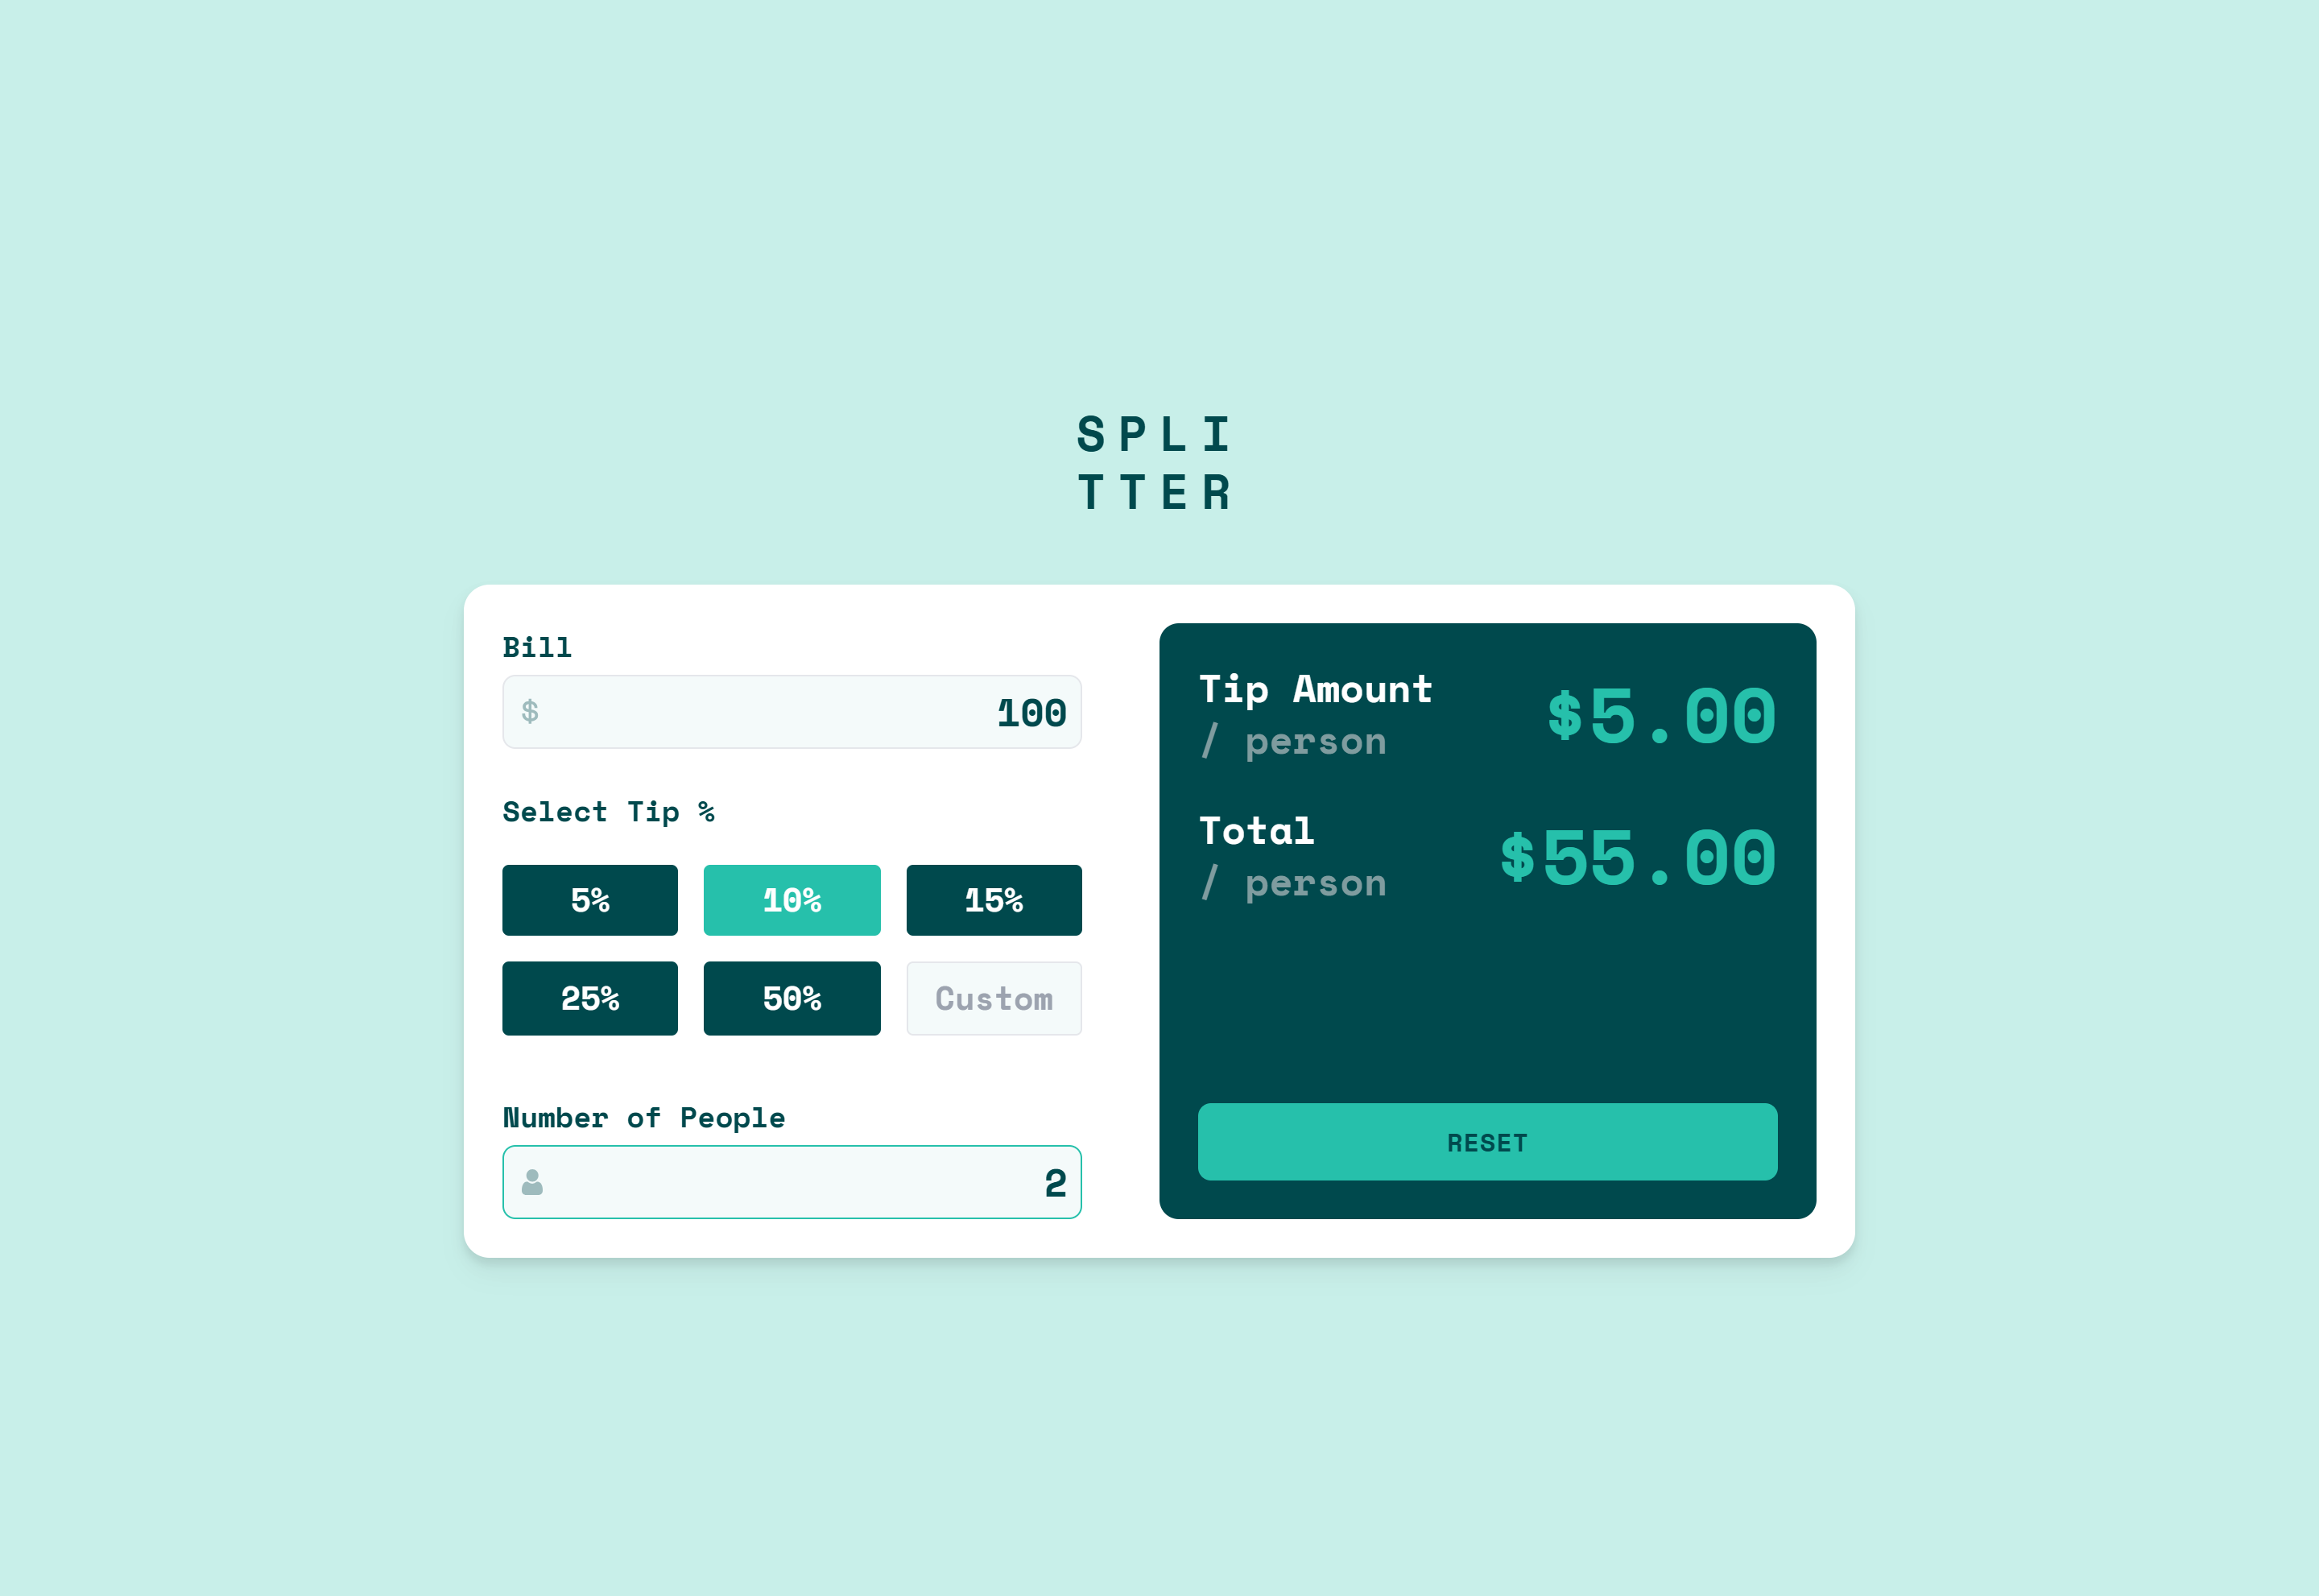 SPLI
TTER
Bill
$ 100
Select Tip %
5% 10% 15%
25% 50% Custom
Number of People
2
Tip Amount
/ person
$5.00
Total
/ person
$55.00
RESET